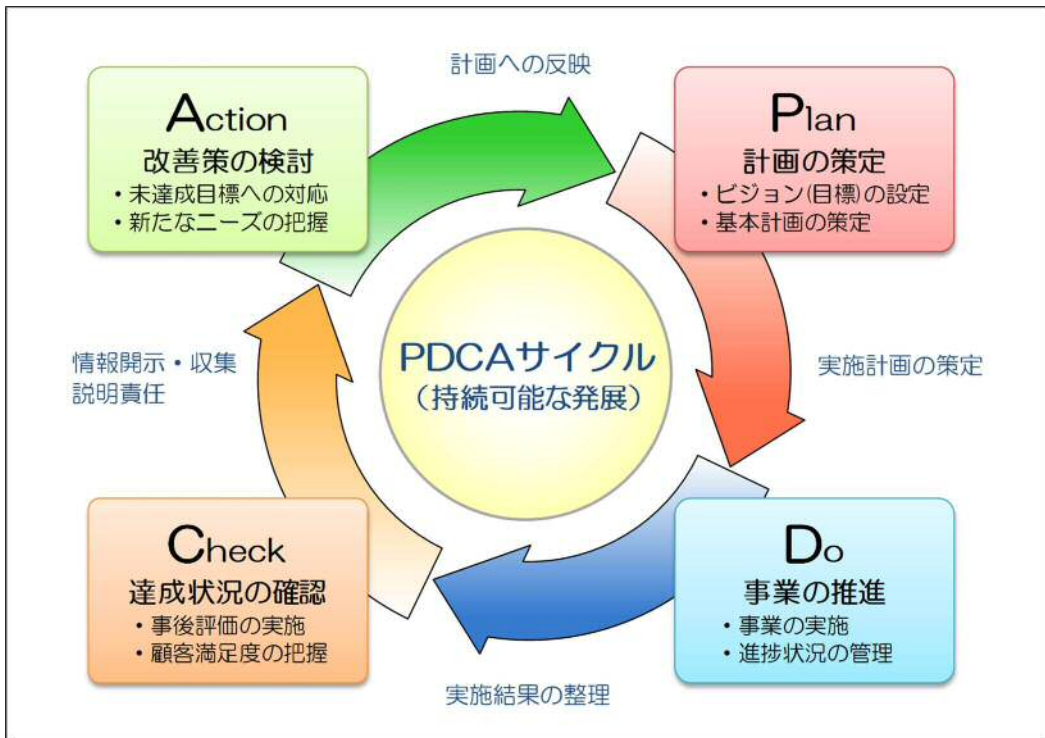 計画への反映
Action
改善策の検討
・未達成目標への対応
・新たなニーズの把握
Plan
計画の策定
・ビジョン(目標)の設定
・基本計画の策定
情報開示・収集
説明責任
PDCAサイクル
(持続可能な発展)
実施計画の策定
Check
達成状況の確認
・事後評価の実施
・顧客満足度の把握
Do
事業の推進
・事業の実施
・進捗状況の管理
実施結果の整理